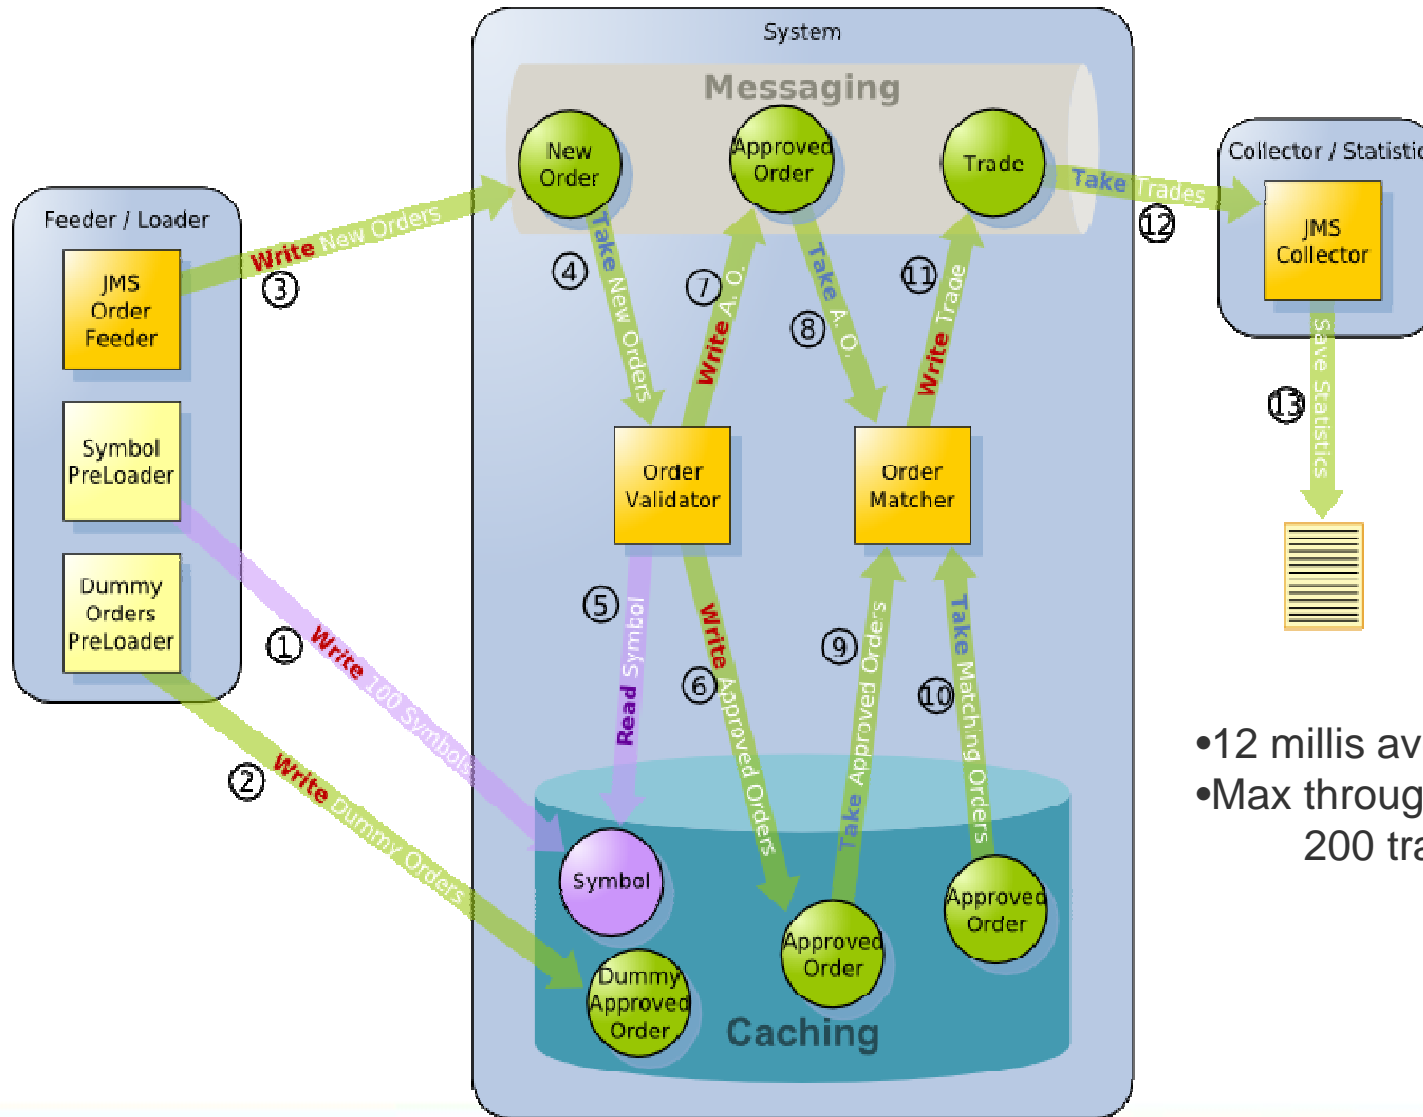 System
Messaging
New
Order
Approved
Order
Trade
Take Trades
12
Collector / Statistic
JMS
Collector
Feeder / Loader
JMS
Order
Feeder
Write New Orders
3
4
Take New Orders
7
Write A. O.
Take A. O.
8
11
Write Trade
Save Statistics
13
Symbol
PreLoader
Order
Validator
Order
Matcher
Dummy
Orders
PreLoader
1
Write 100 Symbols
2
Write Dummy Orders
5
Read Symbol
6
Write Approved Orders
9
Take Approved Orders
10
Take Matching Orders
•12 millis av
•Max throug
200 tra
Symbol
Approved
Order
Approved
Order
Dummy
Approved
Order
Caching